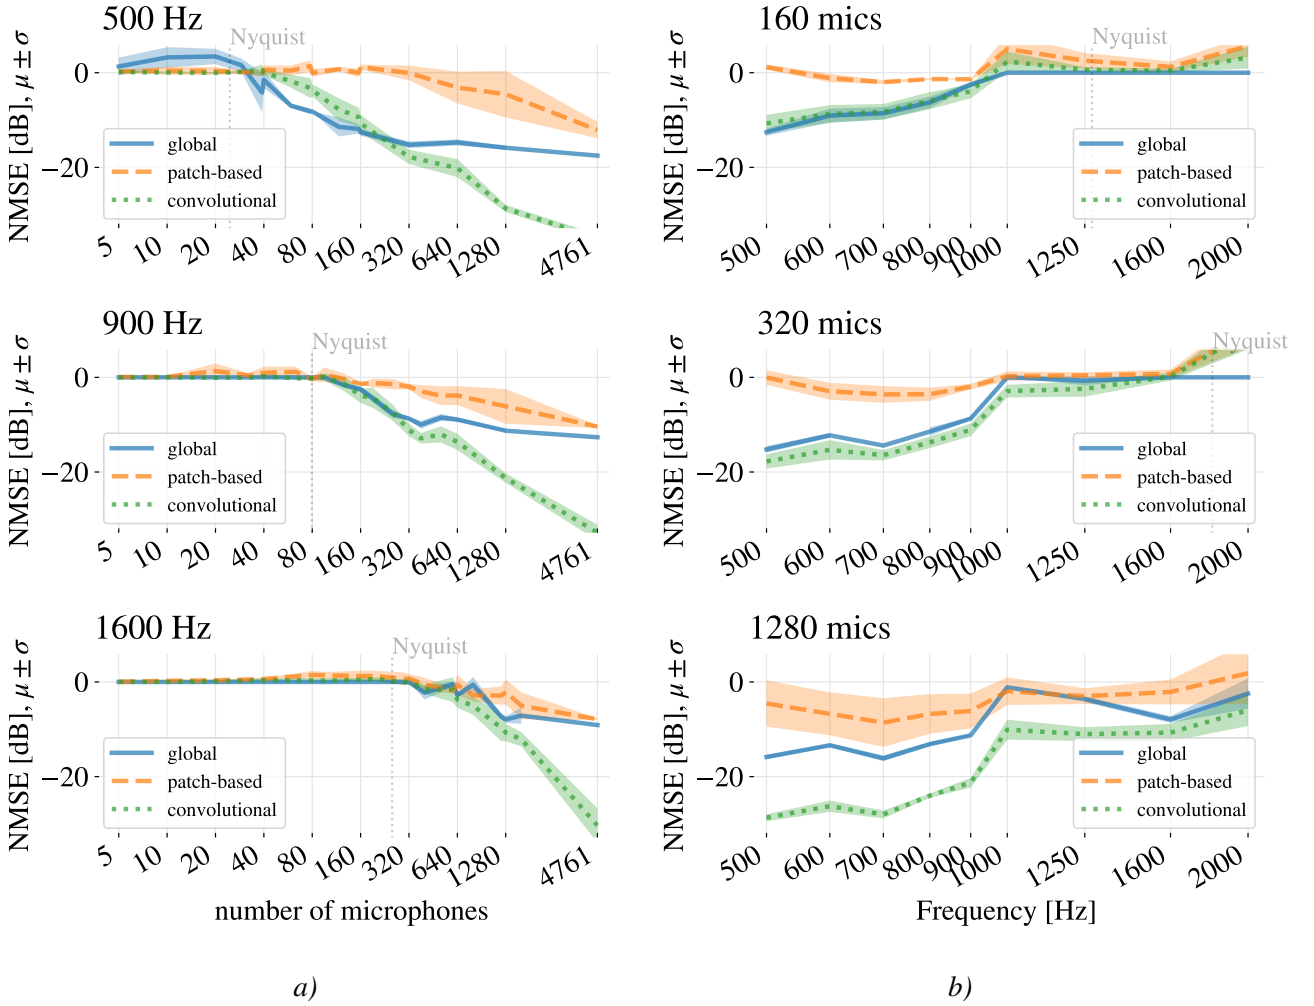 500 Hz
Nyquist
NMSE [dB], μ ± σ
0
−20
global
patch-based
convolutional
5
10
20
40
80
160
320
640
1280
4761
160 mics
Nyquist
NMSE [dB], μ ± σ
0
−20
global
patch-based
convolutional
500
600
700
800
900
1000
1250
1600
2000
900 Hz
Nyquist
NMSE [dB], μ ± σ
0
−20
global
patch-based
convolutional
5
10
20
40
80
160
320
640
1280
4761
320 mics
Nyquist
NMSE [dB], μ ± σ
0
−20
global
patch-based
convolutional
500
600
700
800
900
1000
1250
1600
2000
1600 Hz
Nyquist
NMSE [dB], μ ± σ
0
−20
global
patch-based
convolutional
5
10
20
40
80
160
320
640
1280
4761
number of microphones
1280 mics
NMSE [dB], μ ± σ
0
−20
global
patch-based
convolutional
500
600
700
800
900
1000
1250
1600
2000
Frequency [Hz]
a)
b)